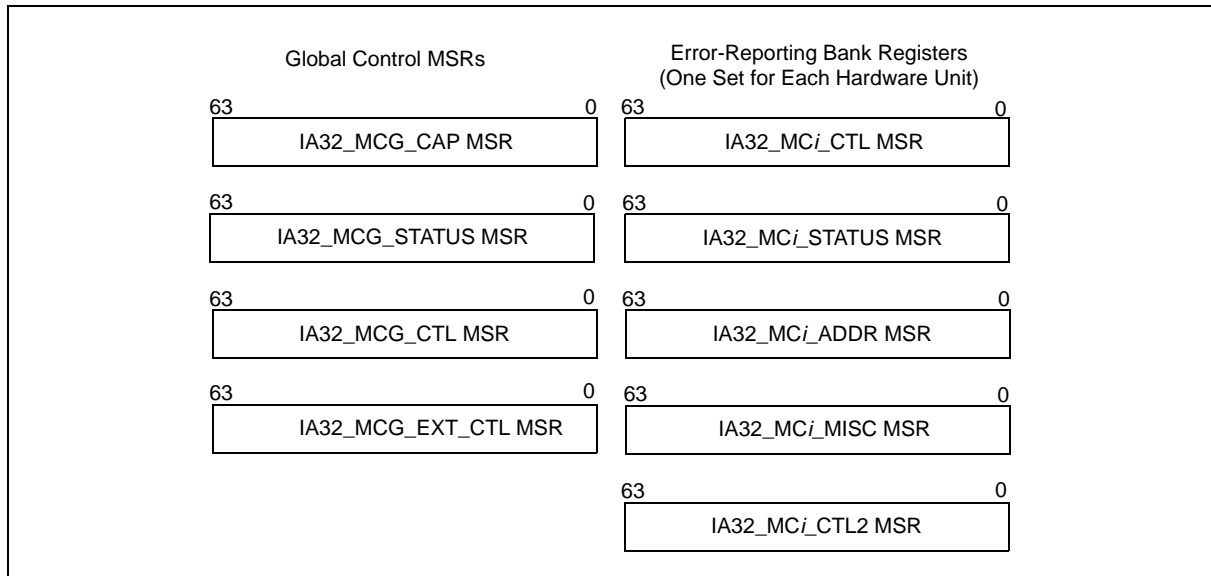 Global Control MSRs
63 0
IA32_MCG_CAP MSR
63 0
IA32_MCG_STATUS MSR
63 0
IA32_MCG_CTL MSR
63 0
IA32_MCG_EXT_CTL MSR
Error-Reporting Bank Registers
(One Set for Each Hardware Unit)
63 0
IA32_MCi_CTL MSR
63 0
IA32_MCi_STATUS MSR
63 0
IA32_MCi_ADDR MSR
63 0
IA32_MCi_MISC MSR
63 0
IA32_MCi_CTL2 MSR